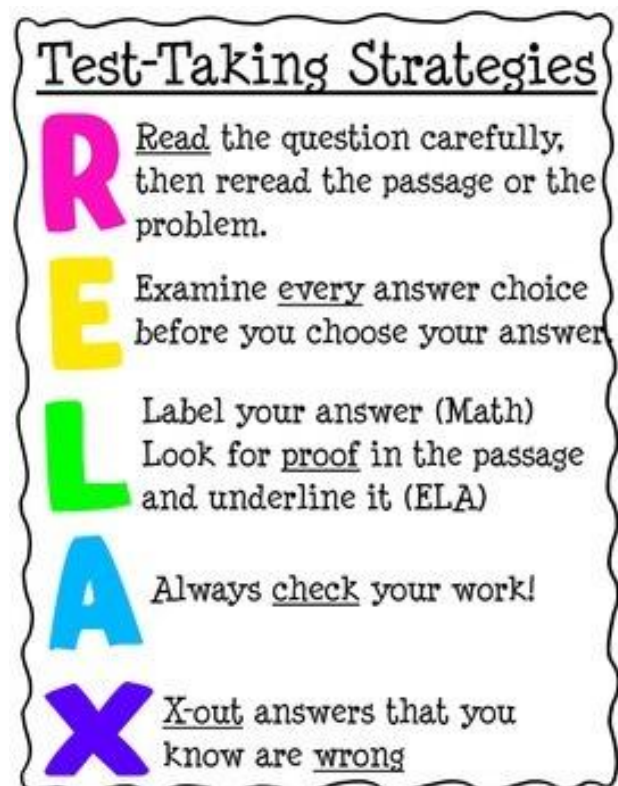 Test-Taking Strategies
R
Read the question carefully,
then reread the passage or the
problem.
E
Examine every answer choice
before you choose your answer.
L
Label your answer (Math)
Look for proof in the passage
and underline it (ELA)
A
Always check your work!
X
X-out answers that you
know are wrong